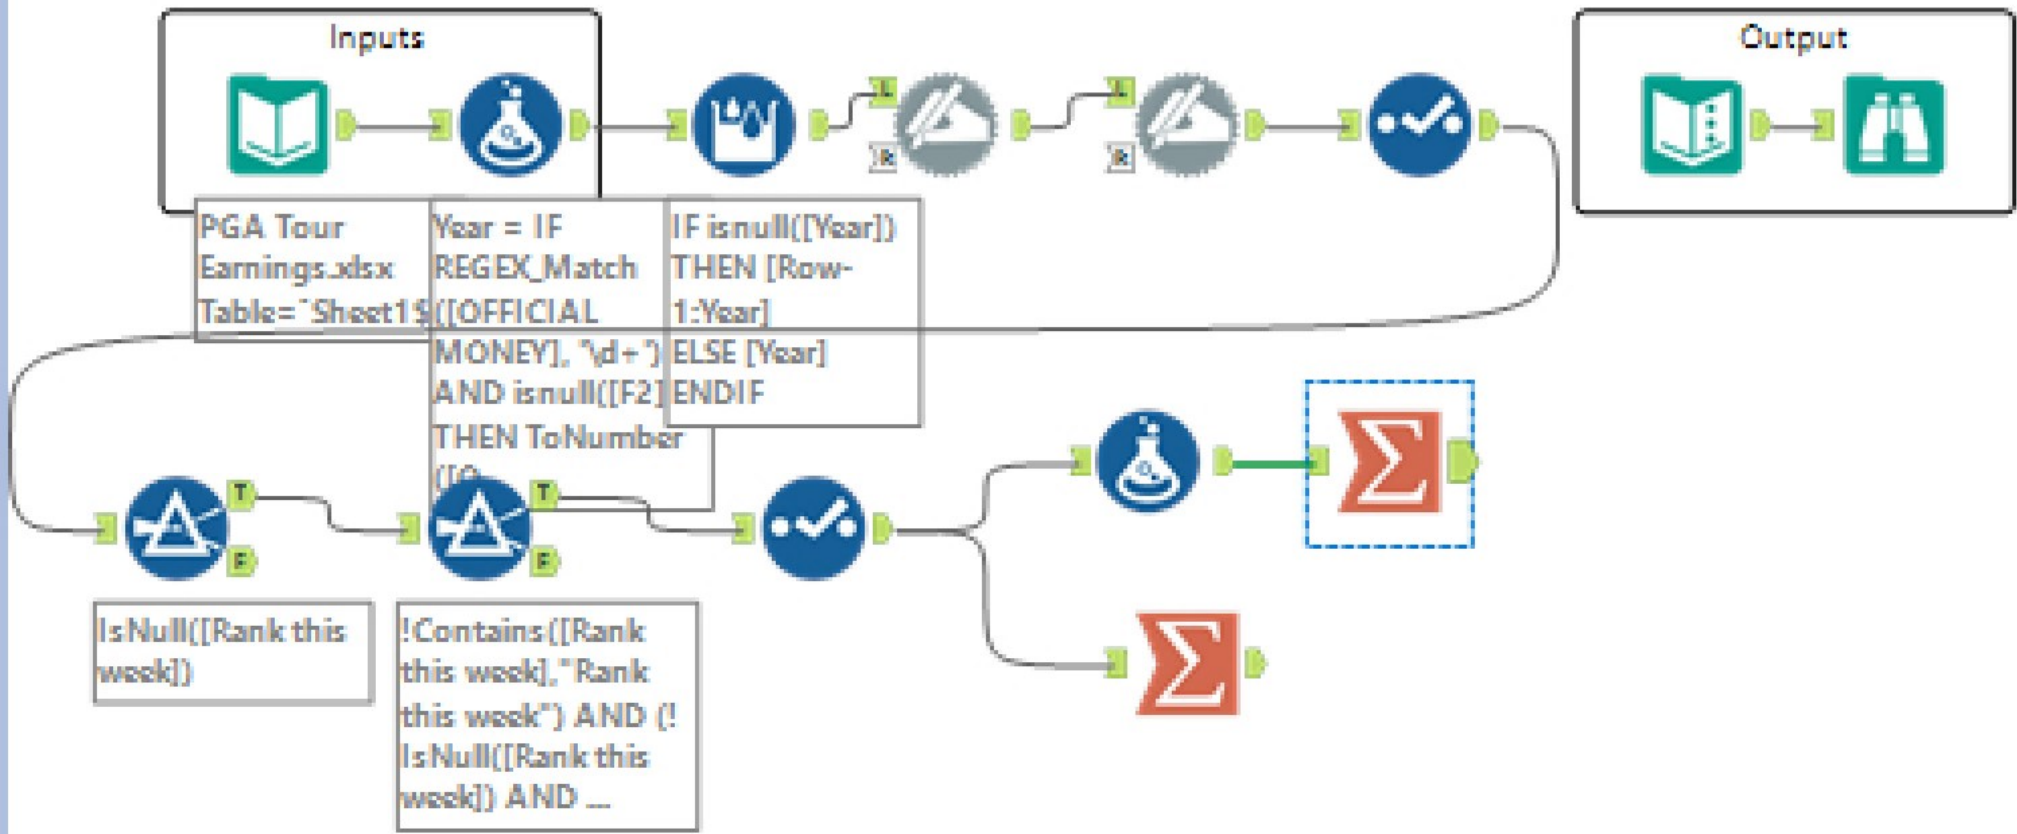 Inputs
Output
L
L
R
R
PGA Tour
Earnings.xlsx
Table=`Sheet1$
Year = IF
REGEX_Match
([OFFICIAL
MONEY], "\d+")
AND isnull([F2]
THEN ToNumber
([O
IF isnull([Year])
THEN [Row-
1:Year]
ELSE [Year]
ENDIF
T
F
T
F
IsNull([Rank this
week])
!Contains([Rank
this week],"Rank
this week") AND (!
IsNull([Rank this
week]) AND ...